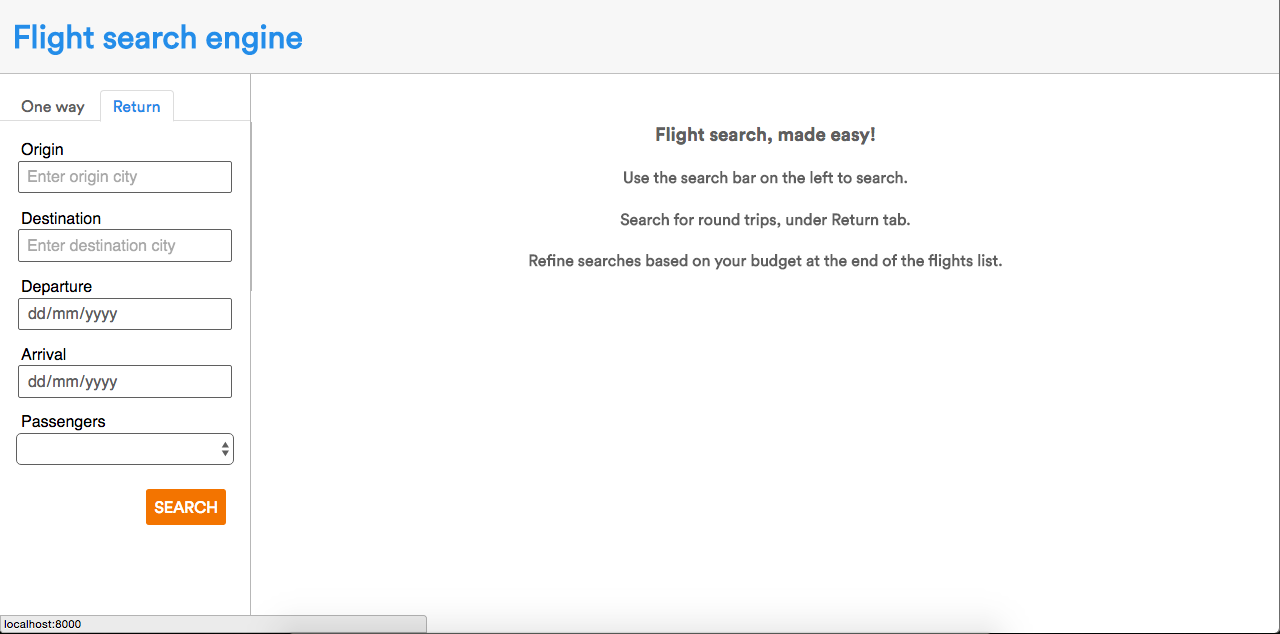 Flight search engine
One way
Return
Origin
Enter origin city
Destination
Enter destination city
Departure
dd/mm/yyyy
Arrival
dd/mm/yyyy
Passengers
SEARCH
Flight search, made easy!
Use the search bar on the left to search.
Search for round trips, under Return tab.
Refine searches based on your budget at the end of the flights list.
localhost:8000